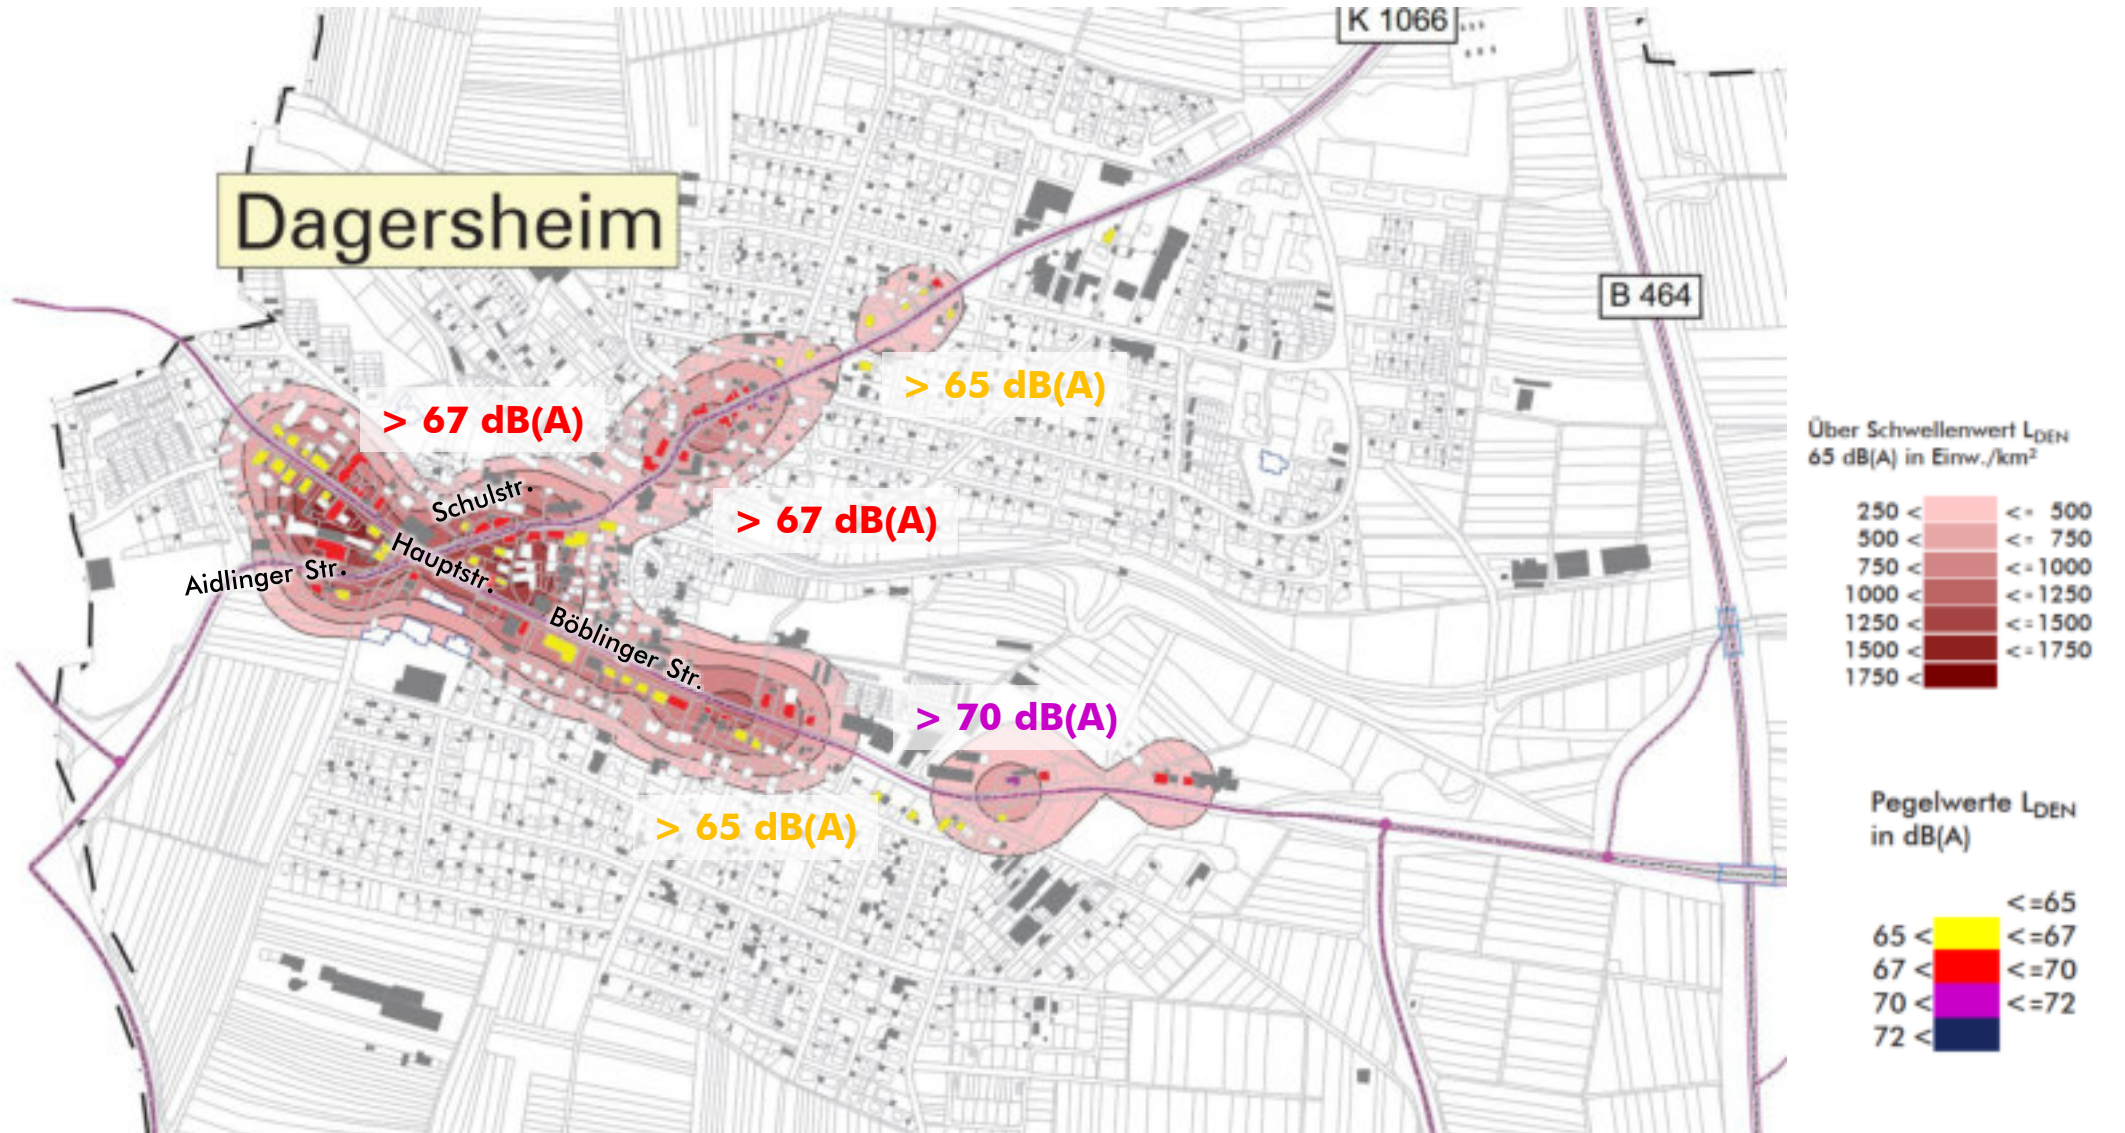 K 1066
Dagersheim
B 464
> 65 dB(A)
> 67 dB(A)
Schulstr.
> 67 dB(A)
Hauptstr.
Aidlinger Str.
Böblinger Str.
> 70 dB(A)
> 65 dB(A)
Über Schwellenwert LDEN
65 dB(A) in Einw./km²
250 < <= 500
500 < <= 750
750 < <=1000
1000 < <=1250
1250 < <=1500
1500 < <=1750
1750 <
Pegelwerte LDEN
in dB(A)
<=65
65 < <=67
67 < <=70
70 < <=72
72 <